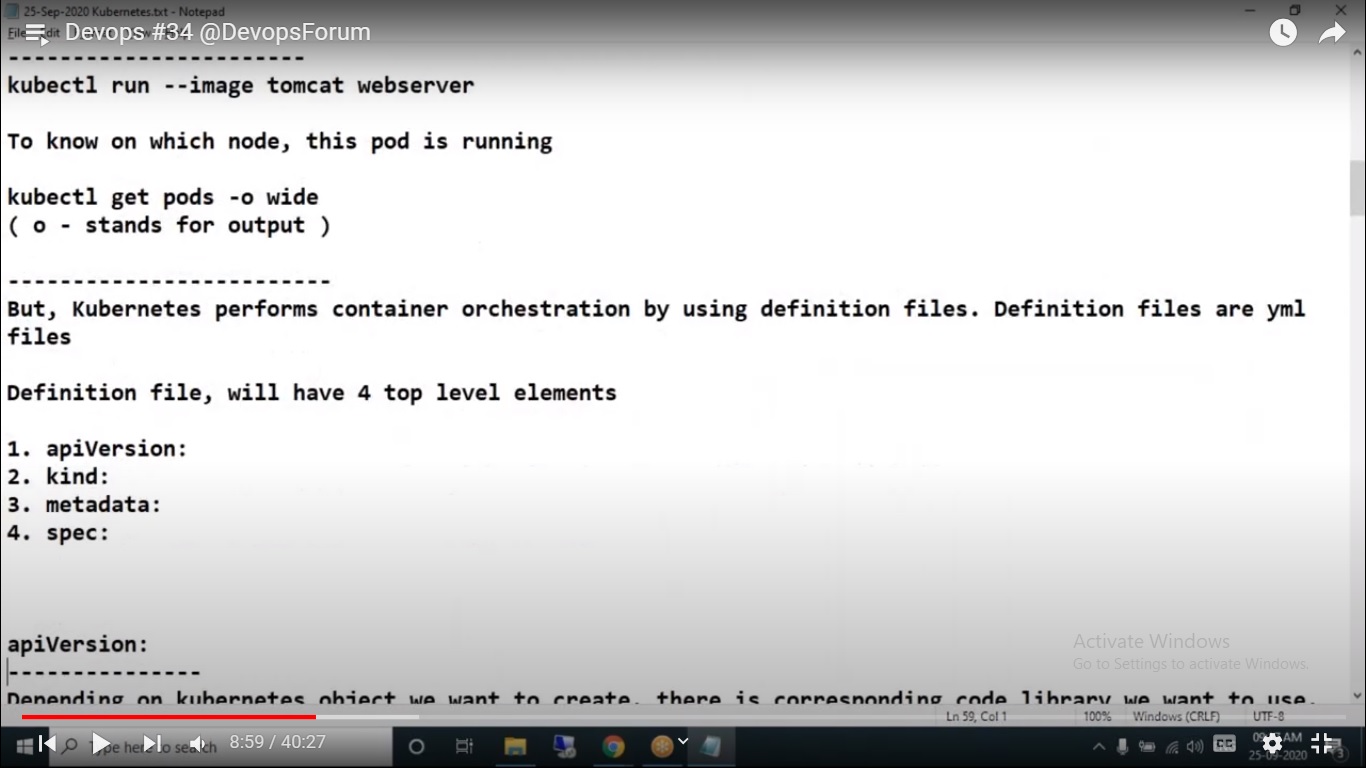 25-Sep-2020 Kubernetes.txt - Notepad
Devops #34 @DevopsForum
-----------------------
kubectl run --image tomcat webserver
To know on which node, this pod is running
kubectl get pods -o wide
( o - stands for output )
-------------------------
But, Kubernetes performs container orchestration by using definition files. Definition files are yml
files
Definition file, will have 4 top level elements
1. apiVersion:
2. kind:
3. metadata:
4. spec:
apiVersion:
---------------
Depending on kubernetes object we want to create, there is corresponding code library we want to use.
Activate Windows
Go to Settings to activate Windows.
Ln 59, Col 1
100%
Windows (CRLF)
UTF-8
Type here to search
8:59 / 40:27
CC
AM
25-09-2020
3